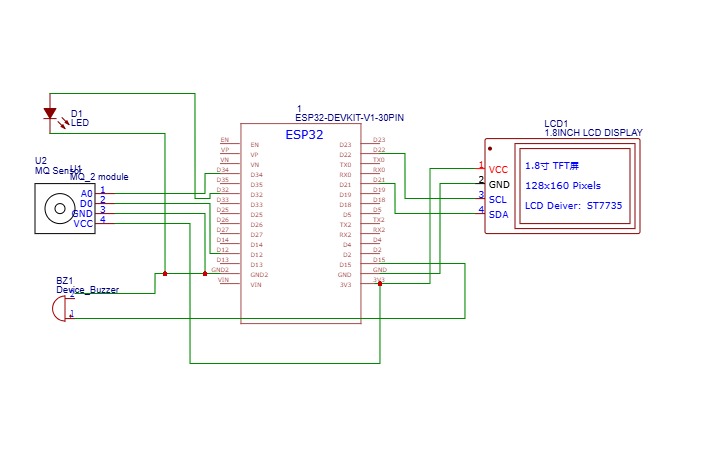 D1
LED
1
ESP32-DEVKIT-V1-30PIN
ESP32
LCD1
1.8INCH LCD DISPLAY
U2
MQ Sensor
U1
MQ_2 module
A0 1
D0 2
GND 3
VCC 4
BZ1
Device_Buzzer
2
1
EN
VP
VN
D34
D35
D32
D33
D25
D26
D27
D14
D12
D13
GND2
VIN
EN
VP
VN
D34
D35
D32
D33
D25
D26
D27
D14
D12
D13
GND2
VIN
D23
D22
TX0
RX0
D21
D19
D18
D5
TX2
RX2
D4
D2
D15
GND
3V3
D23
D22
TX0
RX0
D21
D19
D18
D5
TX2
RX2
D4
D2
D15
GND
3V3
1 VCC
2 GND
3 SCL
4 SDA
1.8寸 TFT屏
128x160 Pixels
LCD Deiver: ST7735